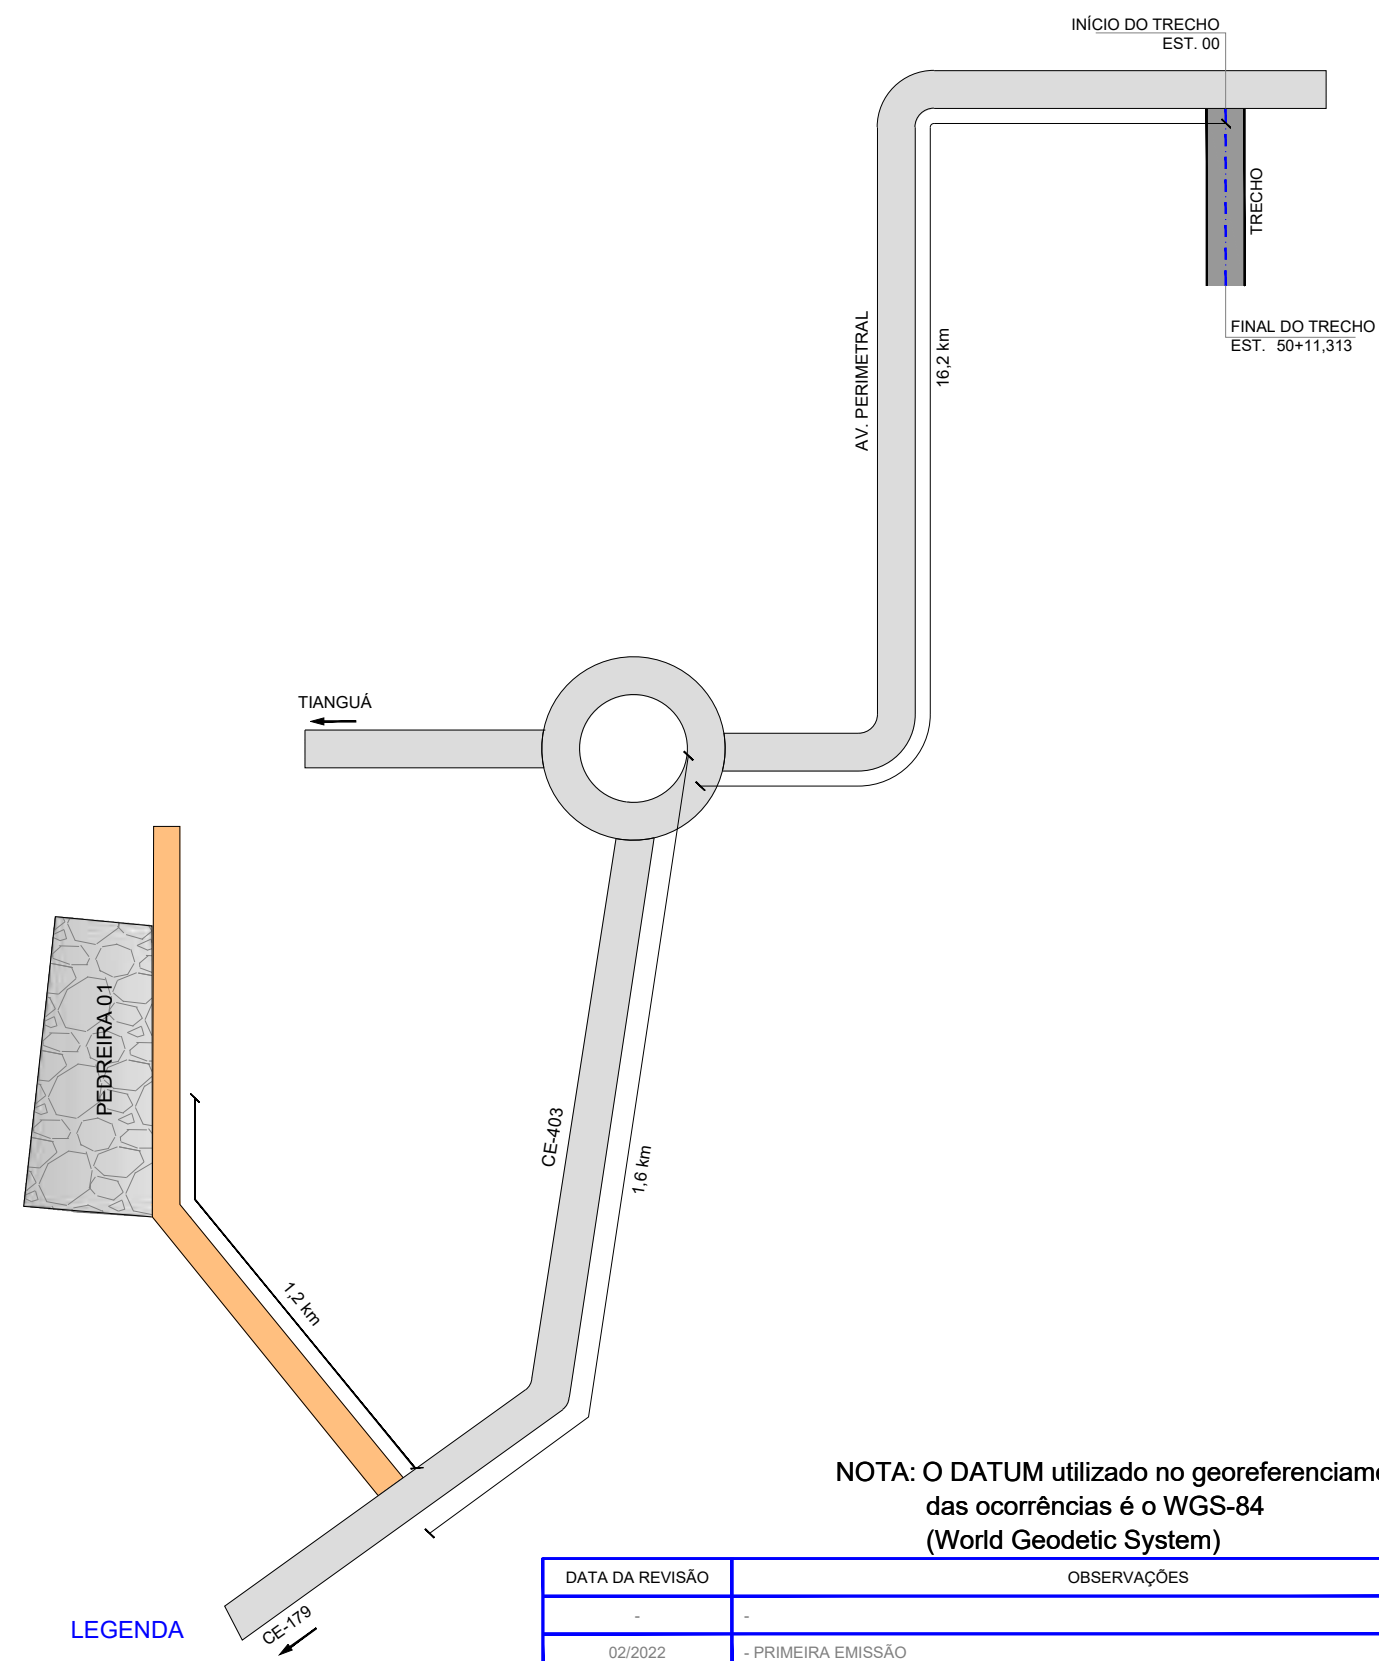 INÍCIO DO TRECHO
EST. 00
TRECHO
FINAL DO TRECHO
EST. 50+11,313
AV. PERIMETRAL
16,2 km
TIANGUÁ
PEDREIRA 01
CE-403
1,6 km
1,2 km
CE-179
NOTA: O DATUM utilizado no georeferenciame
das ocorrências é o WGS-84
(World Geodetic System)
LEGENDA
DATA DA REVISÃO OBSERVAÇÕES
- -
02/2022 - PRIMEIRA EMISSÃO